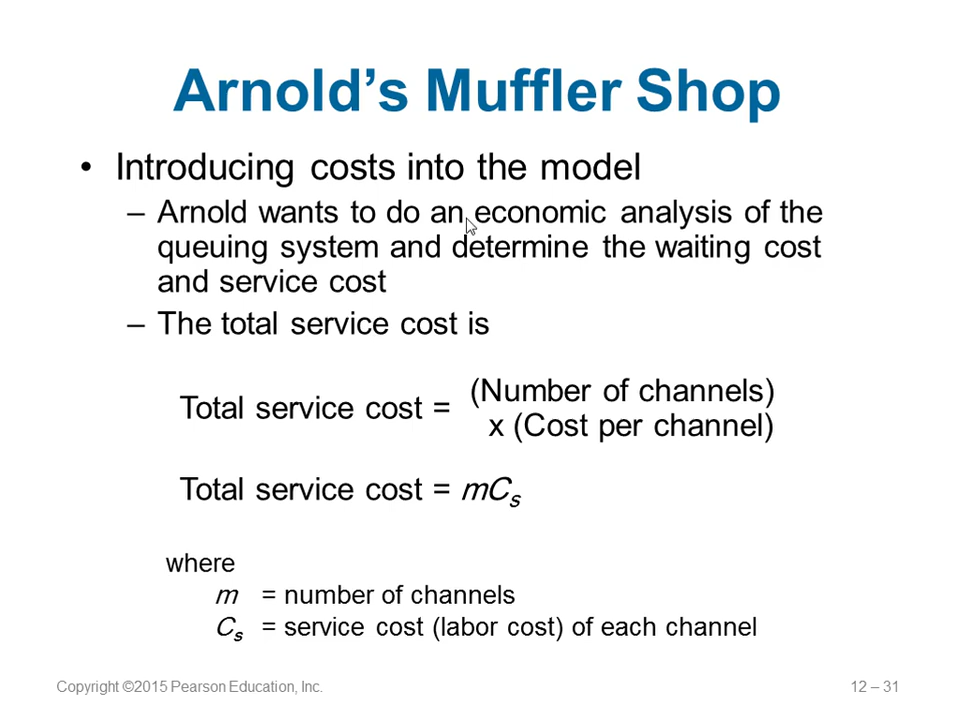 Arnold's Muffler Shop
• Introducing costs into the model
– Arnold wants to do an economic analysis of the
queuing system and determine the waiting cost
and service cost
– The total service cost is
Total service cost = (Number of channels)
x (Cost per channel)
Total service cost = mCs
where
m = number of channels
Cs = service cost (labor cost) of each channel
Copyright ©2015 Pearson Education, Inc.
12 – 31